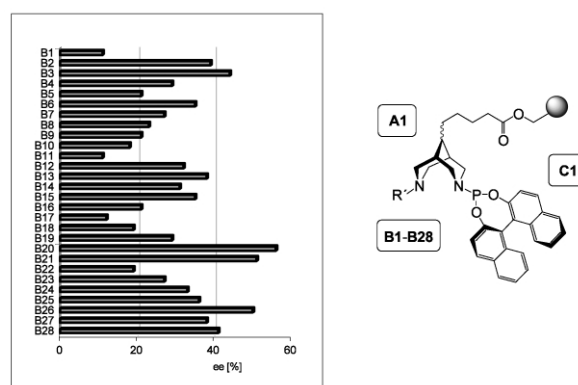 B1
B2
B3
B4
B5
B6
B7
B8
B9
B10
B11
B12
B13
B14
B15
B16
B17
B18
B19
B20
B21
B22
B23
B24
B25
B26
B27
B28
0 20 40 60
ee [%]
A1
O
O
C1
N
R'
N
P
O
O
B1-B28